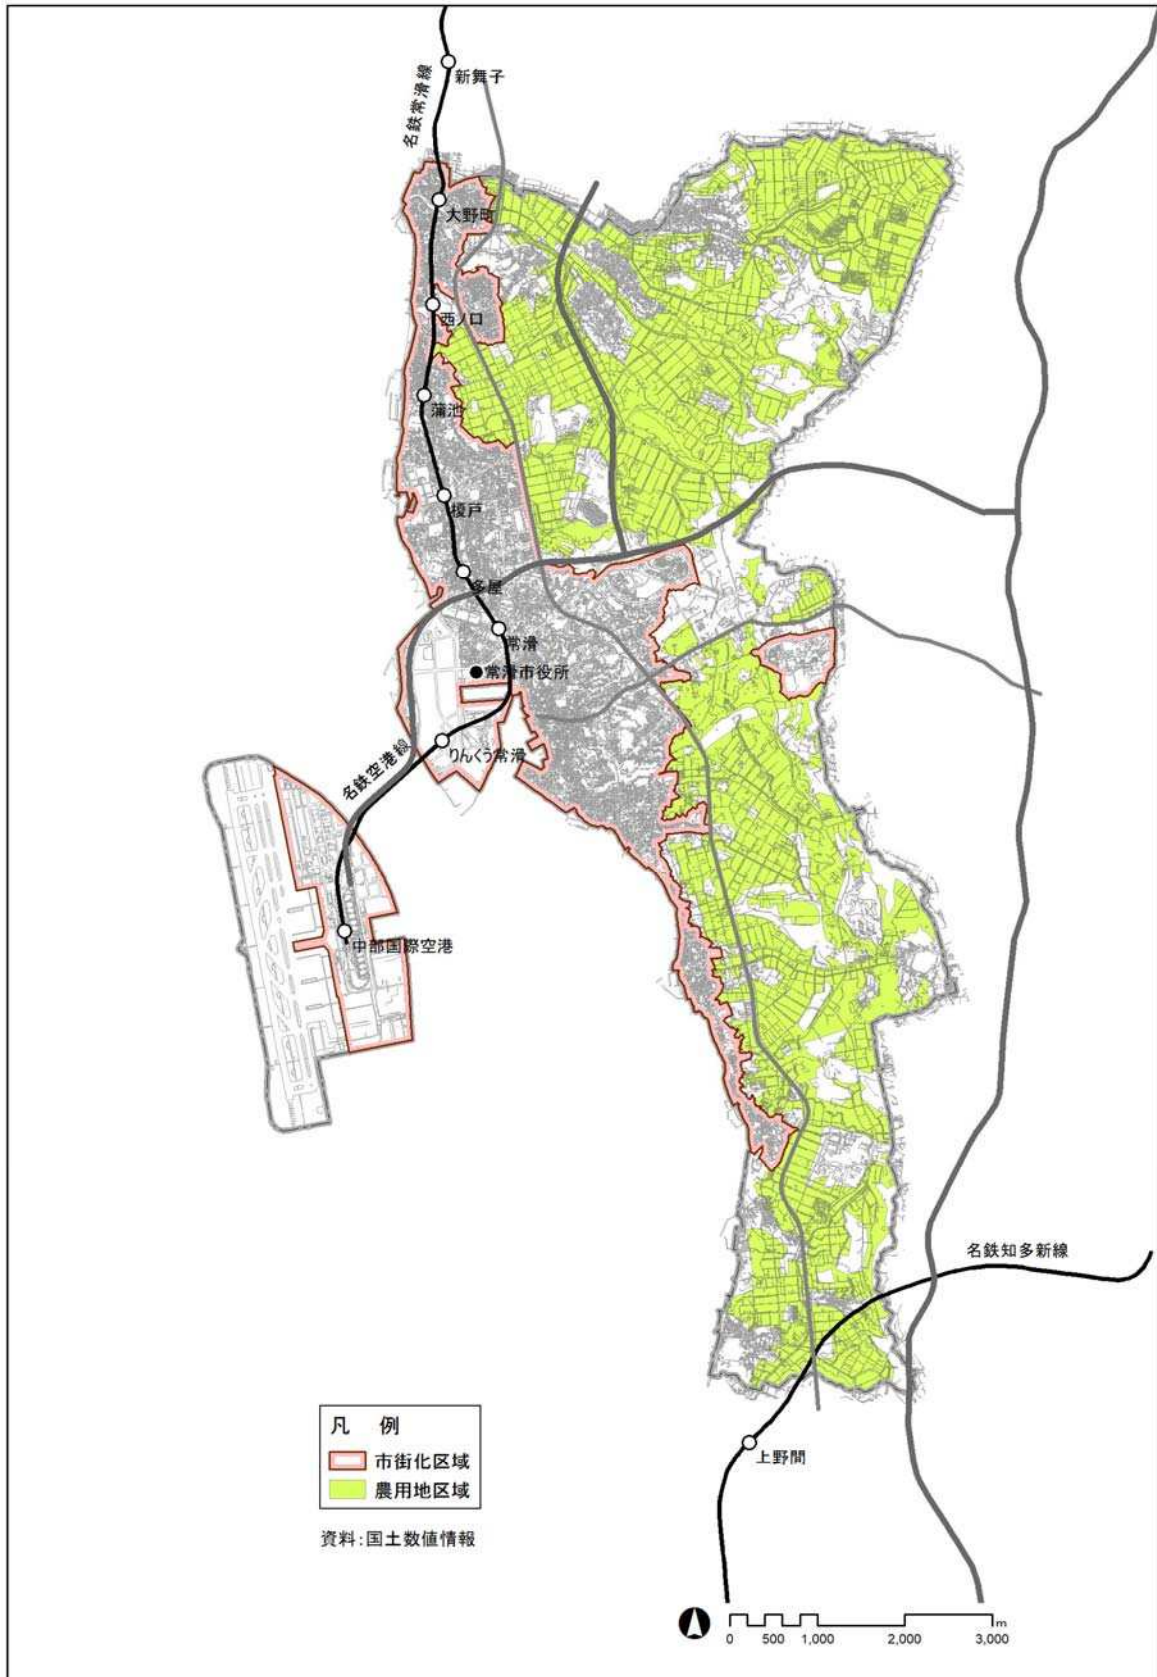 新舞子
名鉄常滑線
大野町
西ノ口
蒲池
榎戸
多屋
常滑
常滑市役所
りんくう常滑
名鉄空港線
中部国際空港
名鉄知多新線
上野間
凡 例
市街化区域
農用地区域
資料:国土数値情報
m
0 500 1,000 2,000 3,000